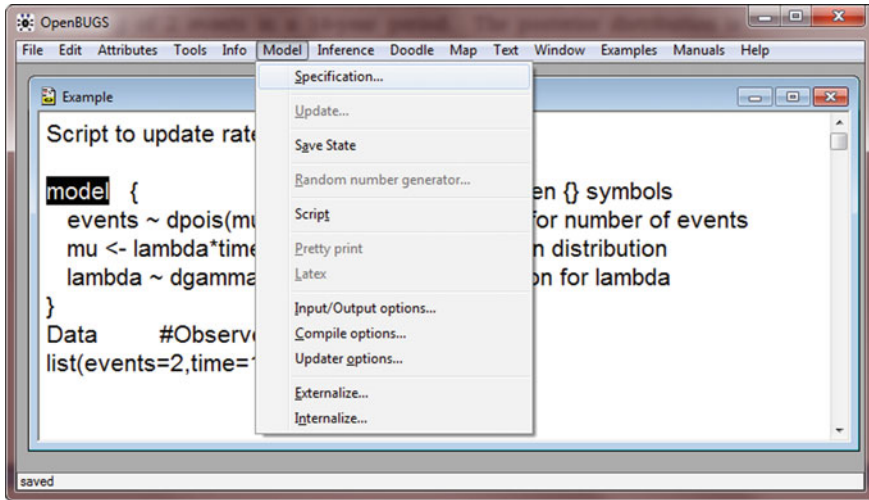 OpenBUGS
File Edit Attributes Tools Info Model Inference Doodle Map Text Window Examples Manuals Help
Example
Script to update rate
model {
events ~ dpois(mu
mu <- lambda*time
lambda ~ dgamma
}
Data #Observe
list(events=2,time=1
en {} symbols
for number of events
n distribution
on for lambda
Specification...
Update...
Save State
Random number generator...
Script
Pretty print
Latex
Input/Output options...
Compile options...
Updater options...
Externalize...
Internalize...
saved